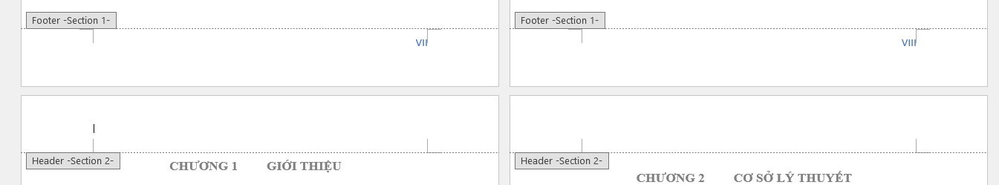 Footer -Section 1-
VII
Footer -Section 1-
VIII
Header -Section 2-
CHƯƠNG 1 GIỚI THIỆU
Header -Section 2-
CHƯƠNG 2 CƠ SỞ LÝ THUYẾT